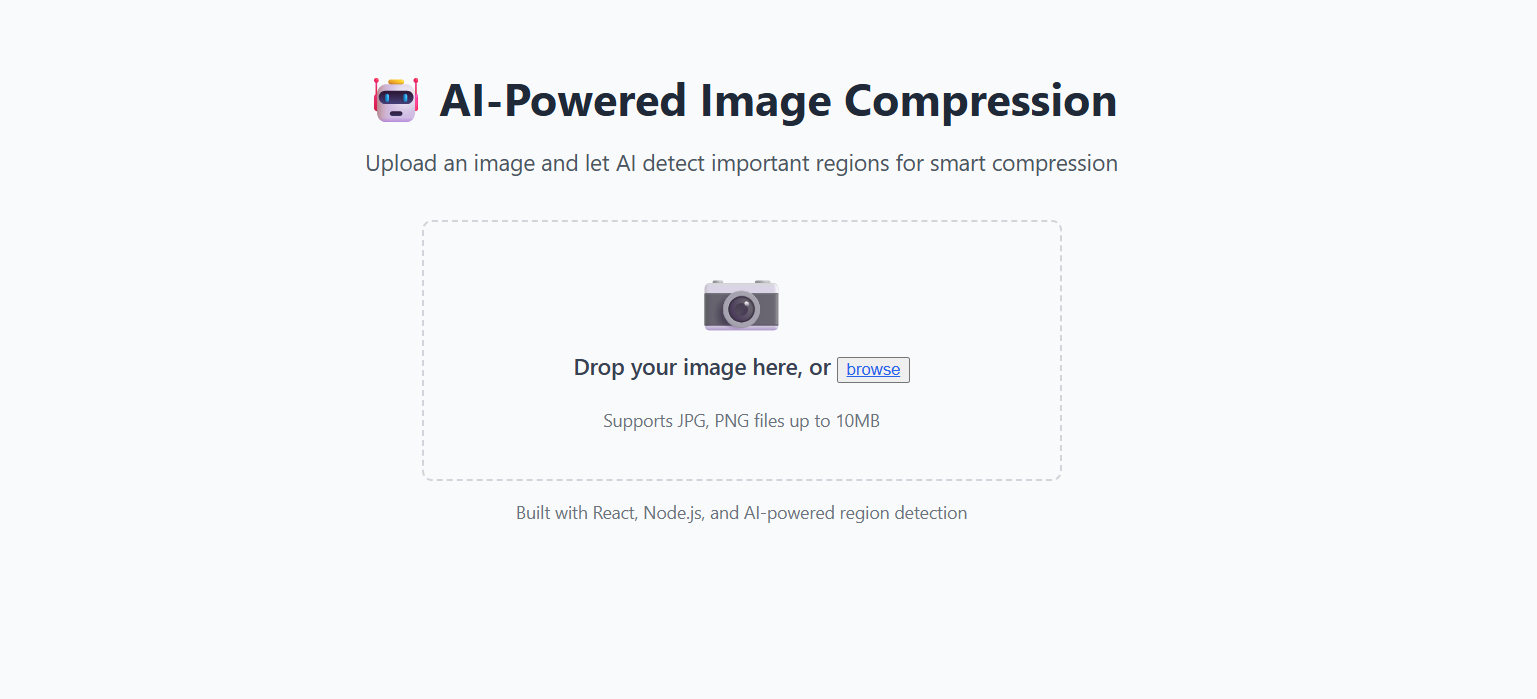 AI-Powered Image Compression
Upload an image and let AI detect important regions for smart compression
Drop your image here, or browse
Supports JPG, PNG files up to 10MB
Built with React, Node.js, and AI-powered region detection